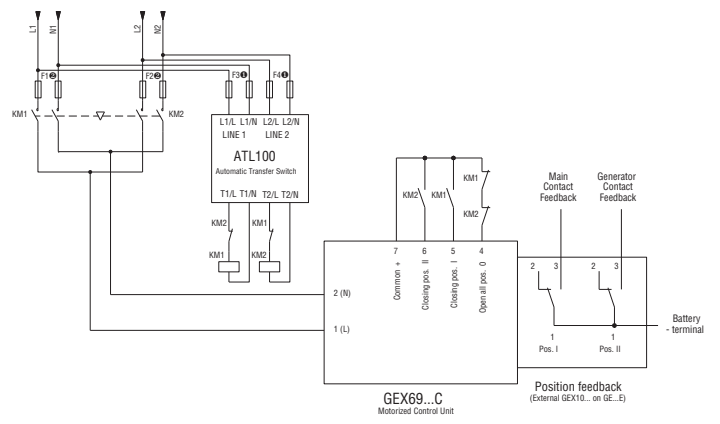 L1 N1 L2 N2
F1❷ F2❷ F3❶ F4❶
KM1 KM2
L1/L L1/N L2/L L2/N
LINE 1 LINE 2
ATL100
Automatic Transfer Switch
T1/L T1/N T2/L T2/N
KM2 KM1
KM1 KM2
KM2 KM1 KM1
KM2
Main
Contact
Feedback
Generator
Contact
Feedback
7 6 5 4
Common +
Closing pos. II
Closing pos. I
Open all pos. 0
2 (N)
1 (L)
2 3 2 3
1 1
Pos. I Pos. II
Battery
- terminal
GEX69...C
Motorized Control Unit
Position feedback
(External GEX10... on GE...E)